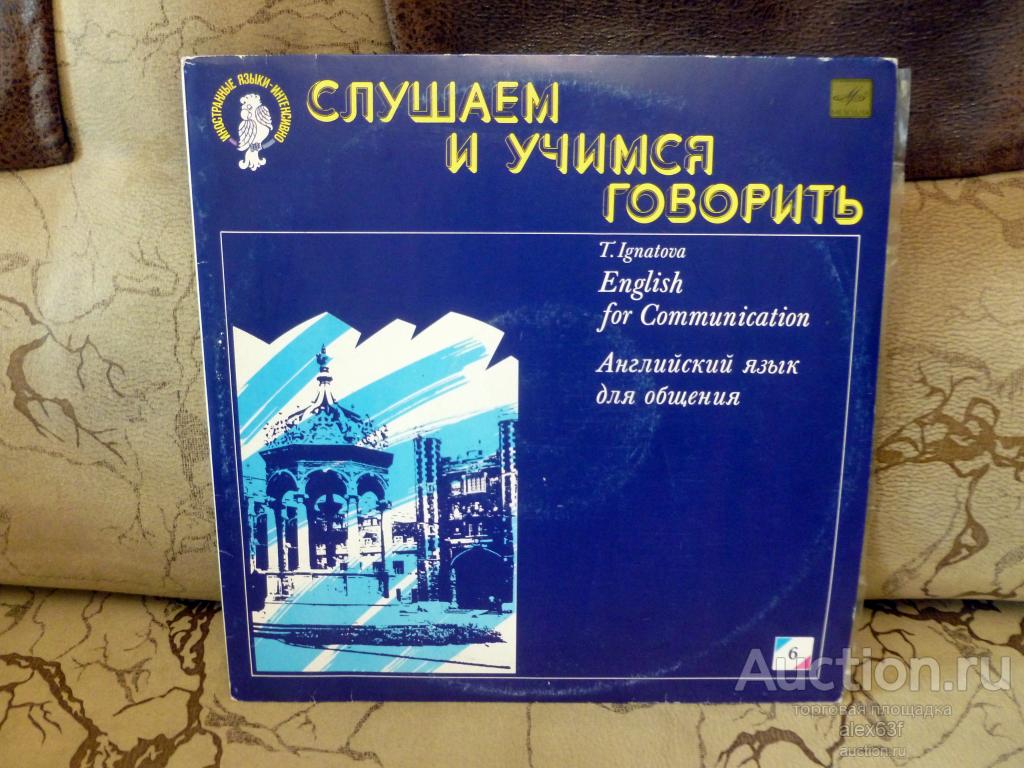 ИНОСТРАННЫЕ ЯЗЫКИ-ИНТЕНСИВНО
СЛУШАЕМ
И УЧИМСЯ
ГОВОРИТЬ
T. Ignatova
English
for Communication
Английский язык
для общения
6
Auction.ru
торговая площадка
alex63f
auction.ru